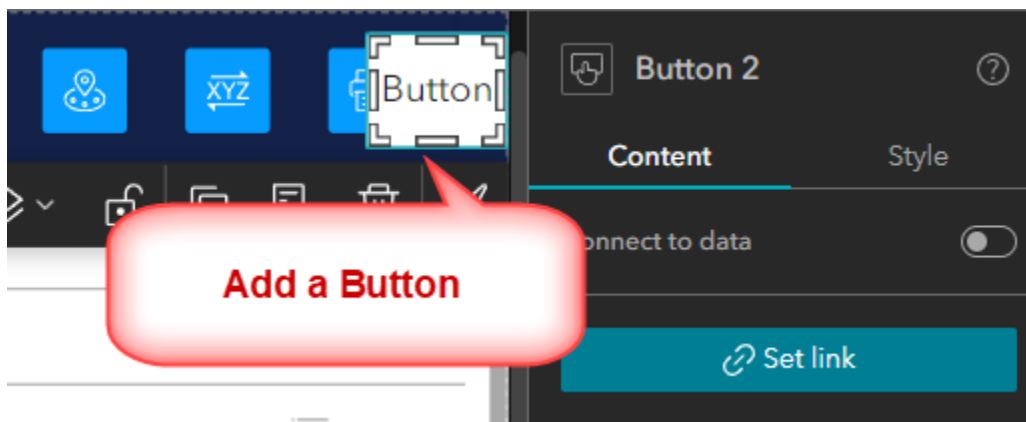 XYZ
Button
Button 2
?
Content
Style
onnect to data
Add a Button
Set link